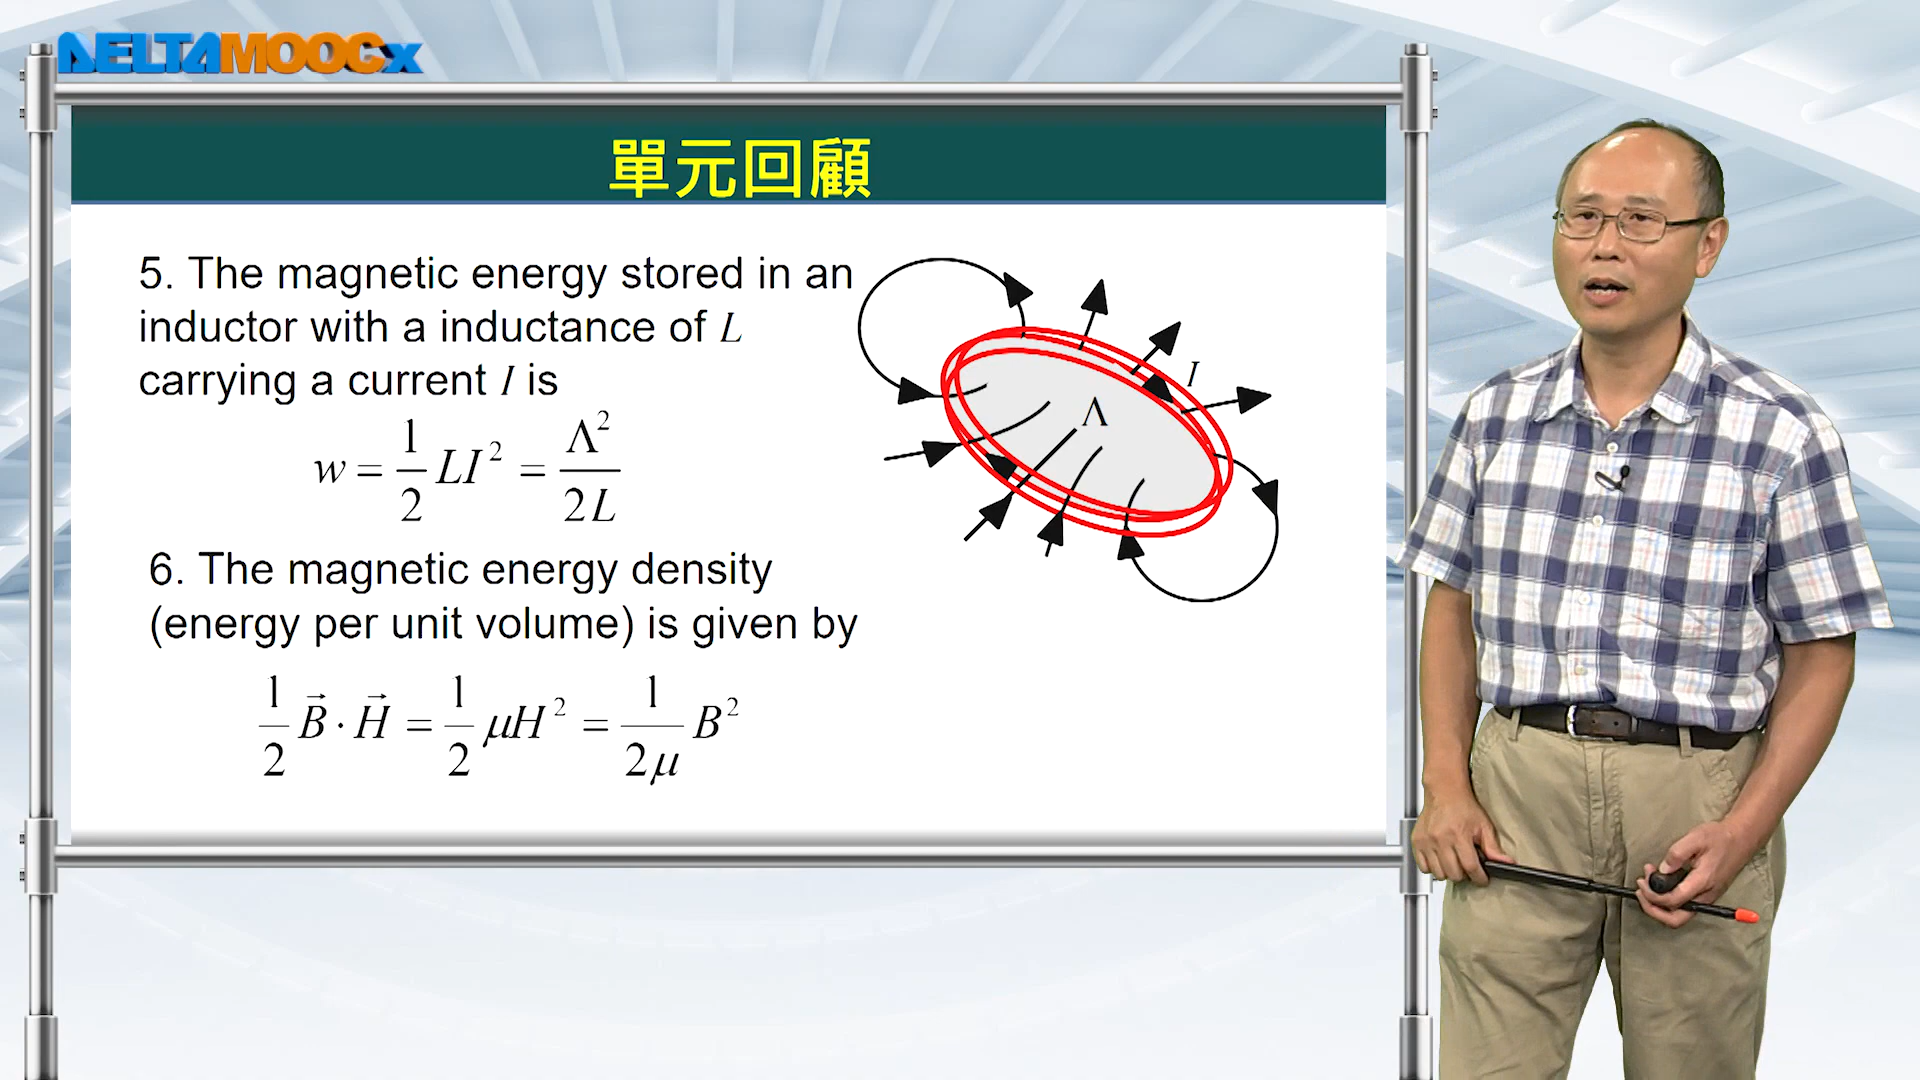 DELTAMOOCx
單元回顧
5. The magnetic energy stored in an
inductor with a inductance of L
carrying a current I is
w = 1/2 LI² = Λ²/2L
6. The magnetic energy density
(energy per unit volume) is given by
1/2 B⃗ · H⃗ = 1/2 μH² = 1/2μ B²
I
Λ